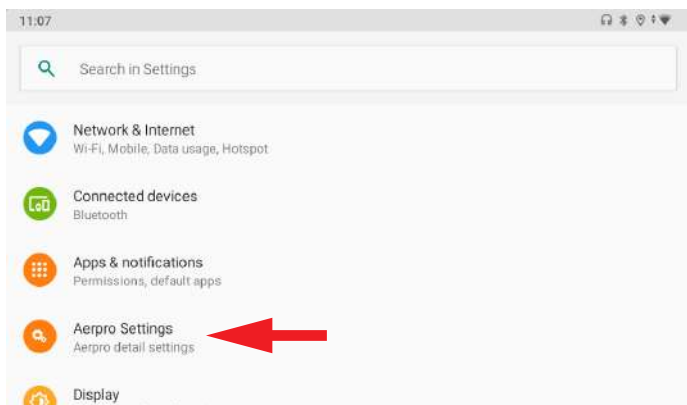 11:07
Search in Settings
Network & Internet
Wi-Fi, Mobile, Data usage, Hotspot
Connected devices
Bluetooth
Apps & notifications
Permissions, default apps
Aerpro Settings
Aerpro detail settings
Display